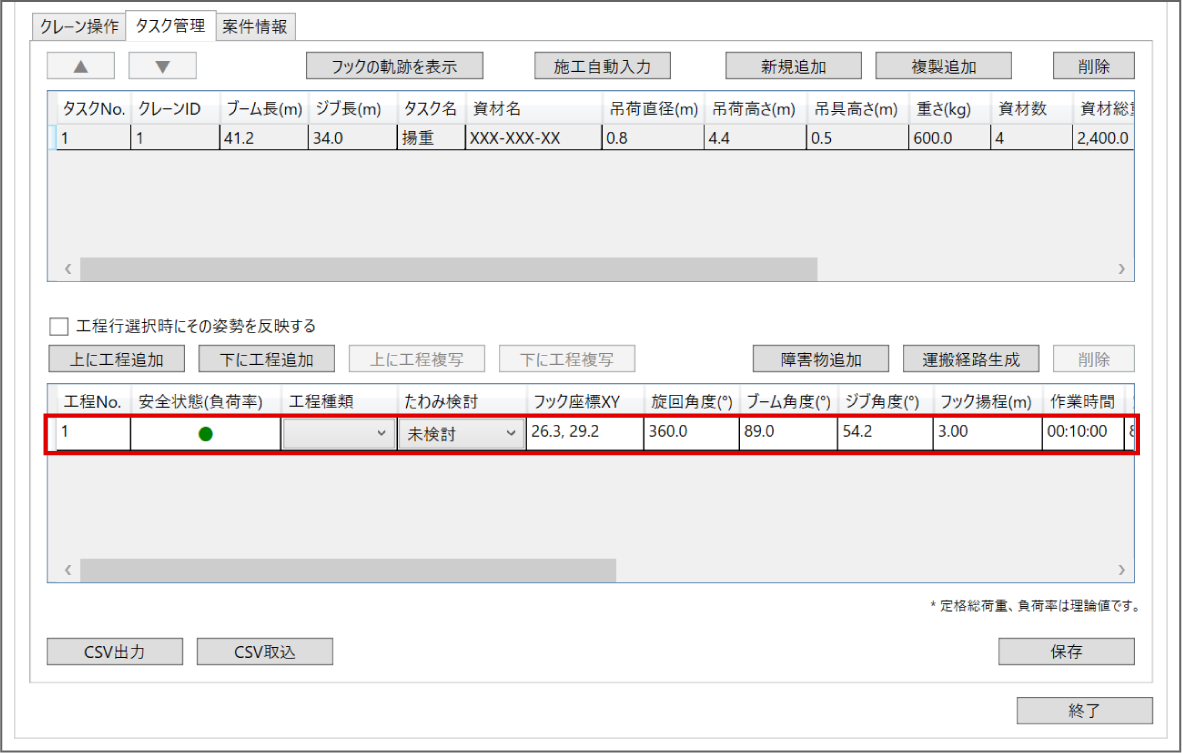 クレーン操作 タスク管理 案件情報
▲ ▼ フックの軌跡を表示 施工自動入力 新規追加 複製追加 削除
タスクNo. クレーンID ブーム長(m) ジブ長(m) タスク名 資材名 吊荷直径(m) 吊荷高さ(m) 吊具高さ(m) 重さ(kg) 資材数 資材総
1 1 41.2 34.0 揚重 XXX-XXX-XX 0.8 4.4 0.5 600.0 4 2,400.0
工程行選択時にその姿勢を反映する
上に工程追加 下に工程追加 上に工程複写 下に工程複写 障害物追加 運搬経路生成 削除
工程No. 安全状態(負荷率) 工程種類 たわみ検討 フック座標XY 旋回角度(°) ブーム角度(°) ジブ角度(°) フック揚程(m) 作業時間
1 未検討 26.3, 29.2 360.0 89.0 54.2 3.00 00:10:00
* 定格総荷重、負荷率は理論値です。
CSV出力 CSV取込 保存
終了